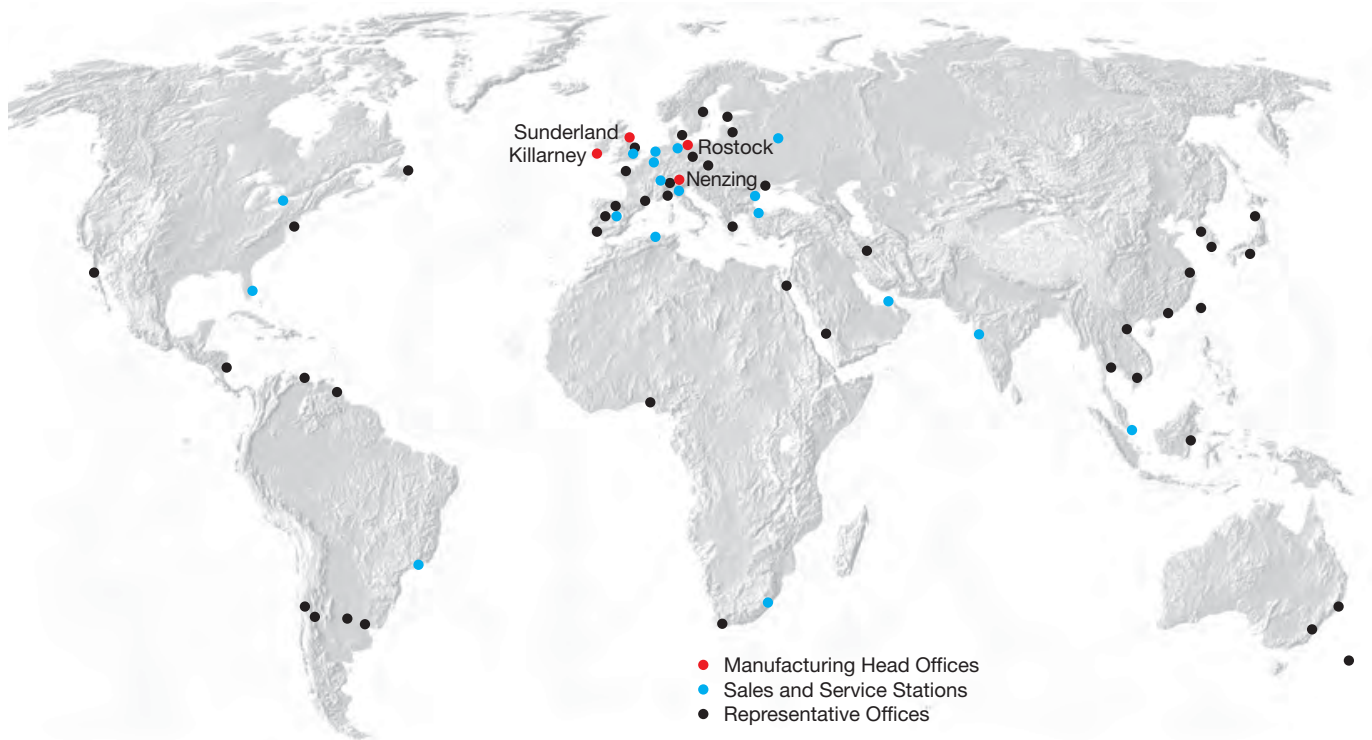 Sunderland
Killarney
Rostock
Nenzing
Manufacturing Head Offices
Sales and Service Stations
Representative Offices